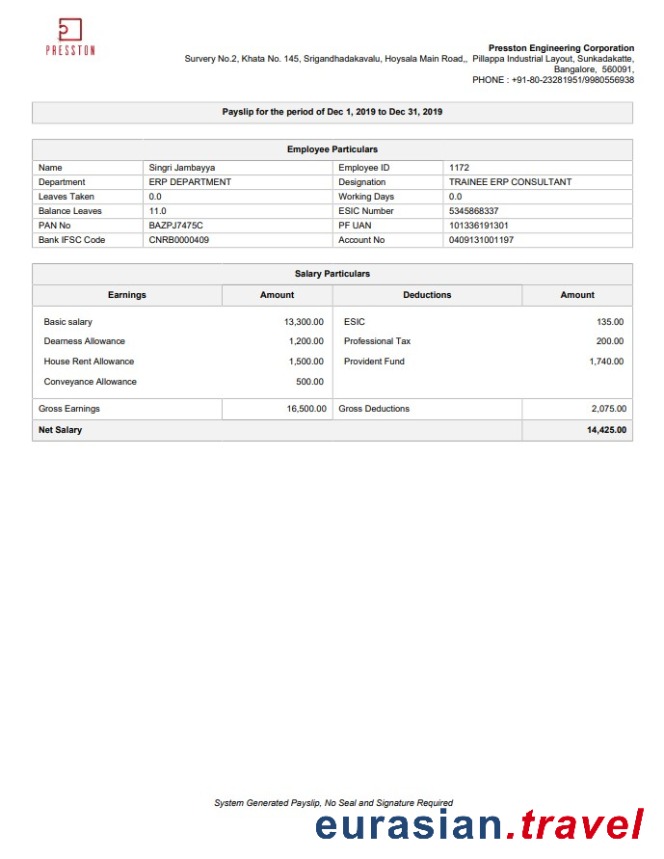 PRESSTON
Presston Engineering Corporation
Survery No.2, Khata No. 145, Srigandhadakavalu, Hoysala Main Road,, Pillappa Industrial Layout, Sunkadakatte,
Bangalore, 560091,
PHONE : +91-80-23281951/9980556938
Payslip for the period of Dec 1, 2019 to Dec 31, 2019
Employee Particulars
Name Singri Jambayya Employee ID 1172
Department ERP DEPARTMENT Designation TRAINEE ERP CONSULTANT
Leaves Taken 0.0 Working Days 0.0
Balance Leaves 11.0 ESIC Number 5345868337
PAN No BAZPJ7475C PF UAN 101336191301
Bank IFSC Code CNRB0000409 Account No 0409131001197
Salary Particulars
Earnings Amount Deductions Amount
Basic salary 13,300.00 ESIC 135.00
Dearness Allowance 1,200.00 Professional Tax 200.00
House Rent Allowance 1,500.00 Provident Fund 1,740.00
Conveyance Allowance 500.00
Gross Earnings 16,500.00 Gross Deductions 2,075.00
Net Salary 14,425.00
System Generated Payslip, No Seal and Signature Required
eurasian.travel